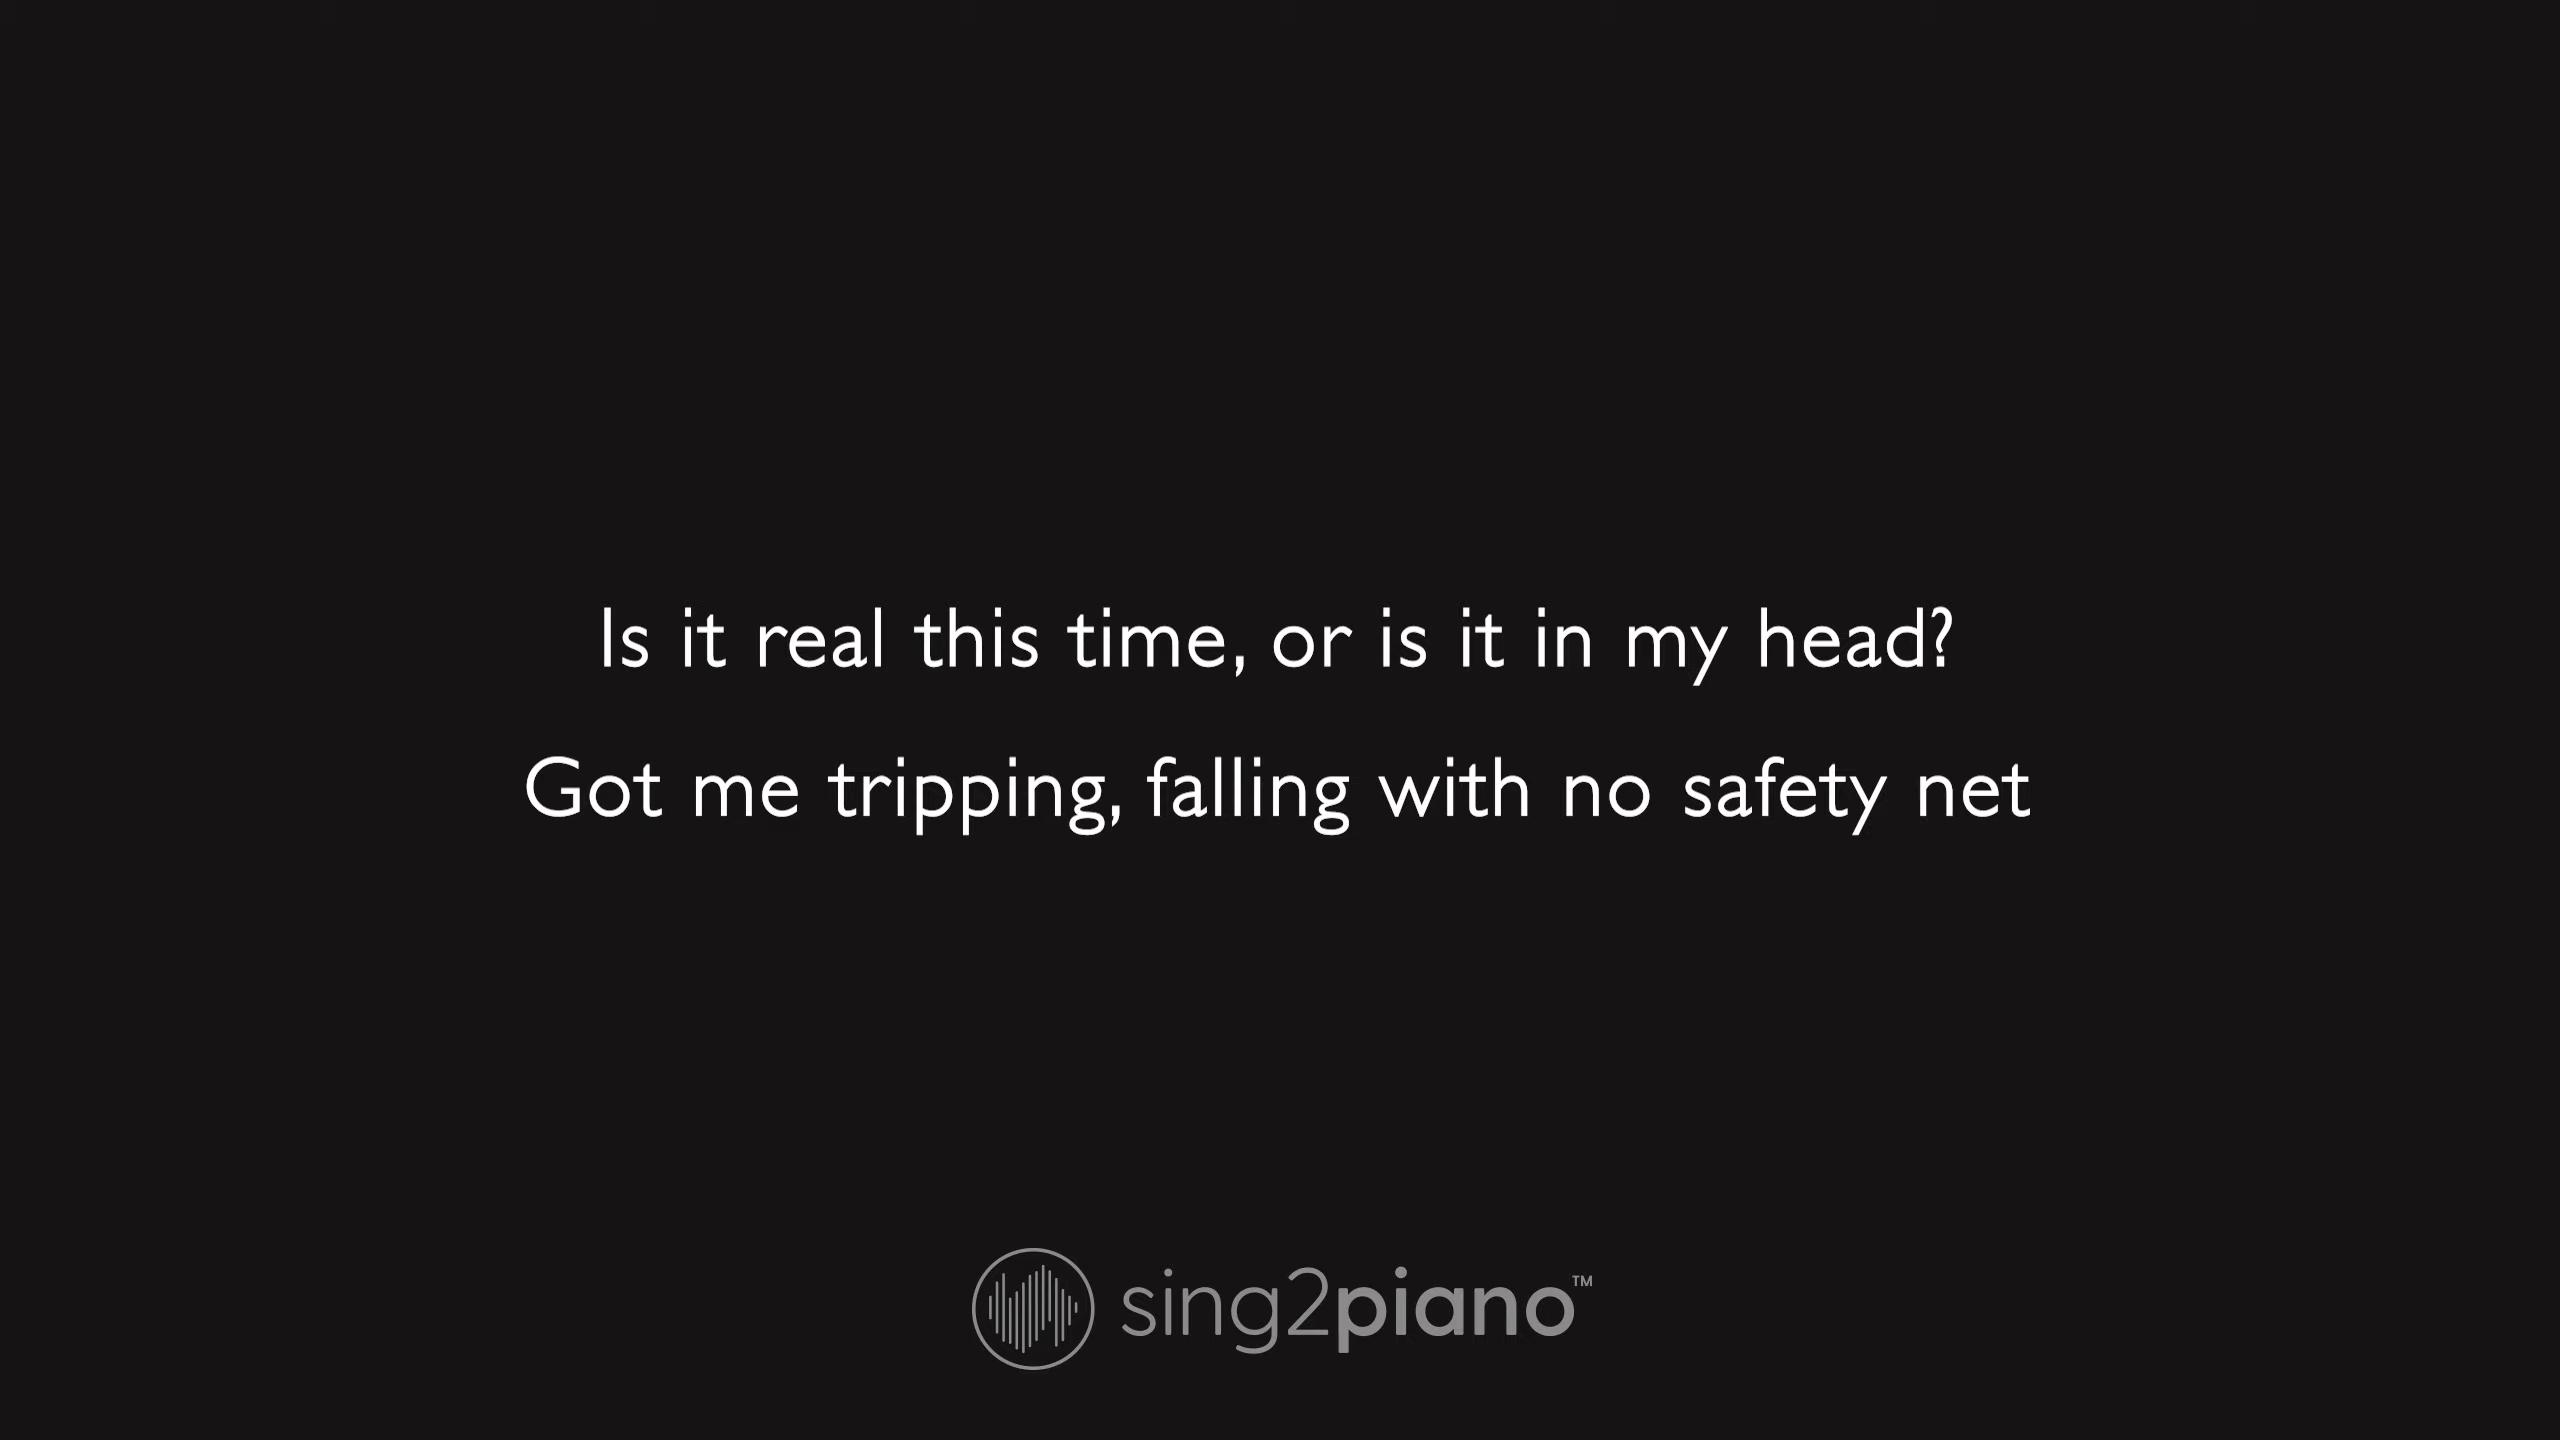 Is it real this time, or is it in my head?
Got me tripping, falling with no safety net
sing2piano™